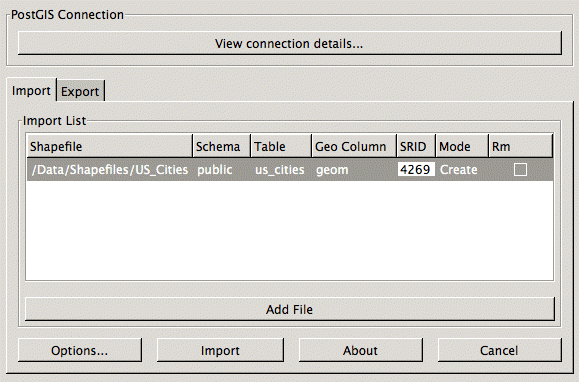 PostGIS Connection
View connection details...
Import Export
Import List
Shapefile Schema Table Geo Column SRID Mode Rm
/Data/Shapefiles/US_Cities public us_cities geom 4269 Create
Add File
Options... Import About Cancel